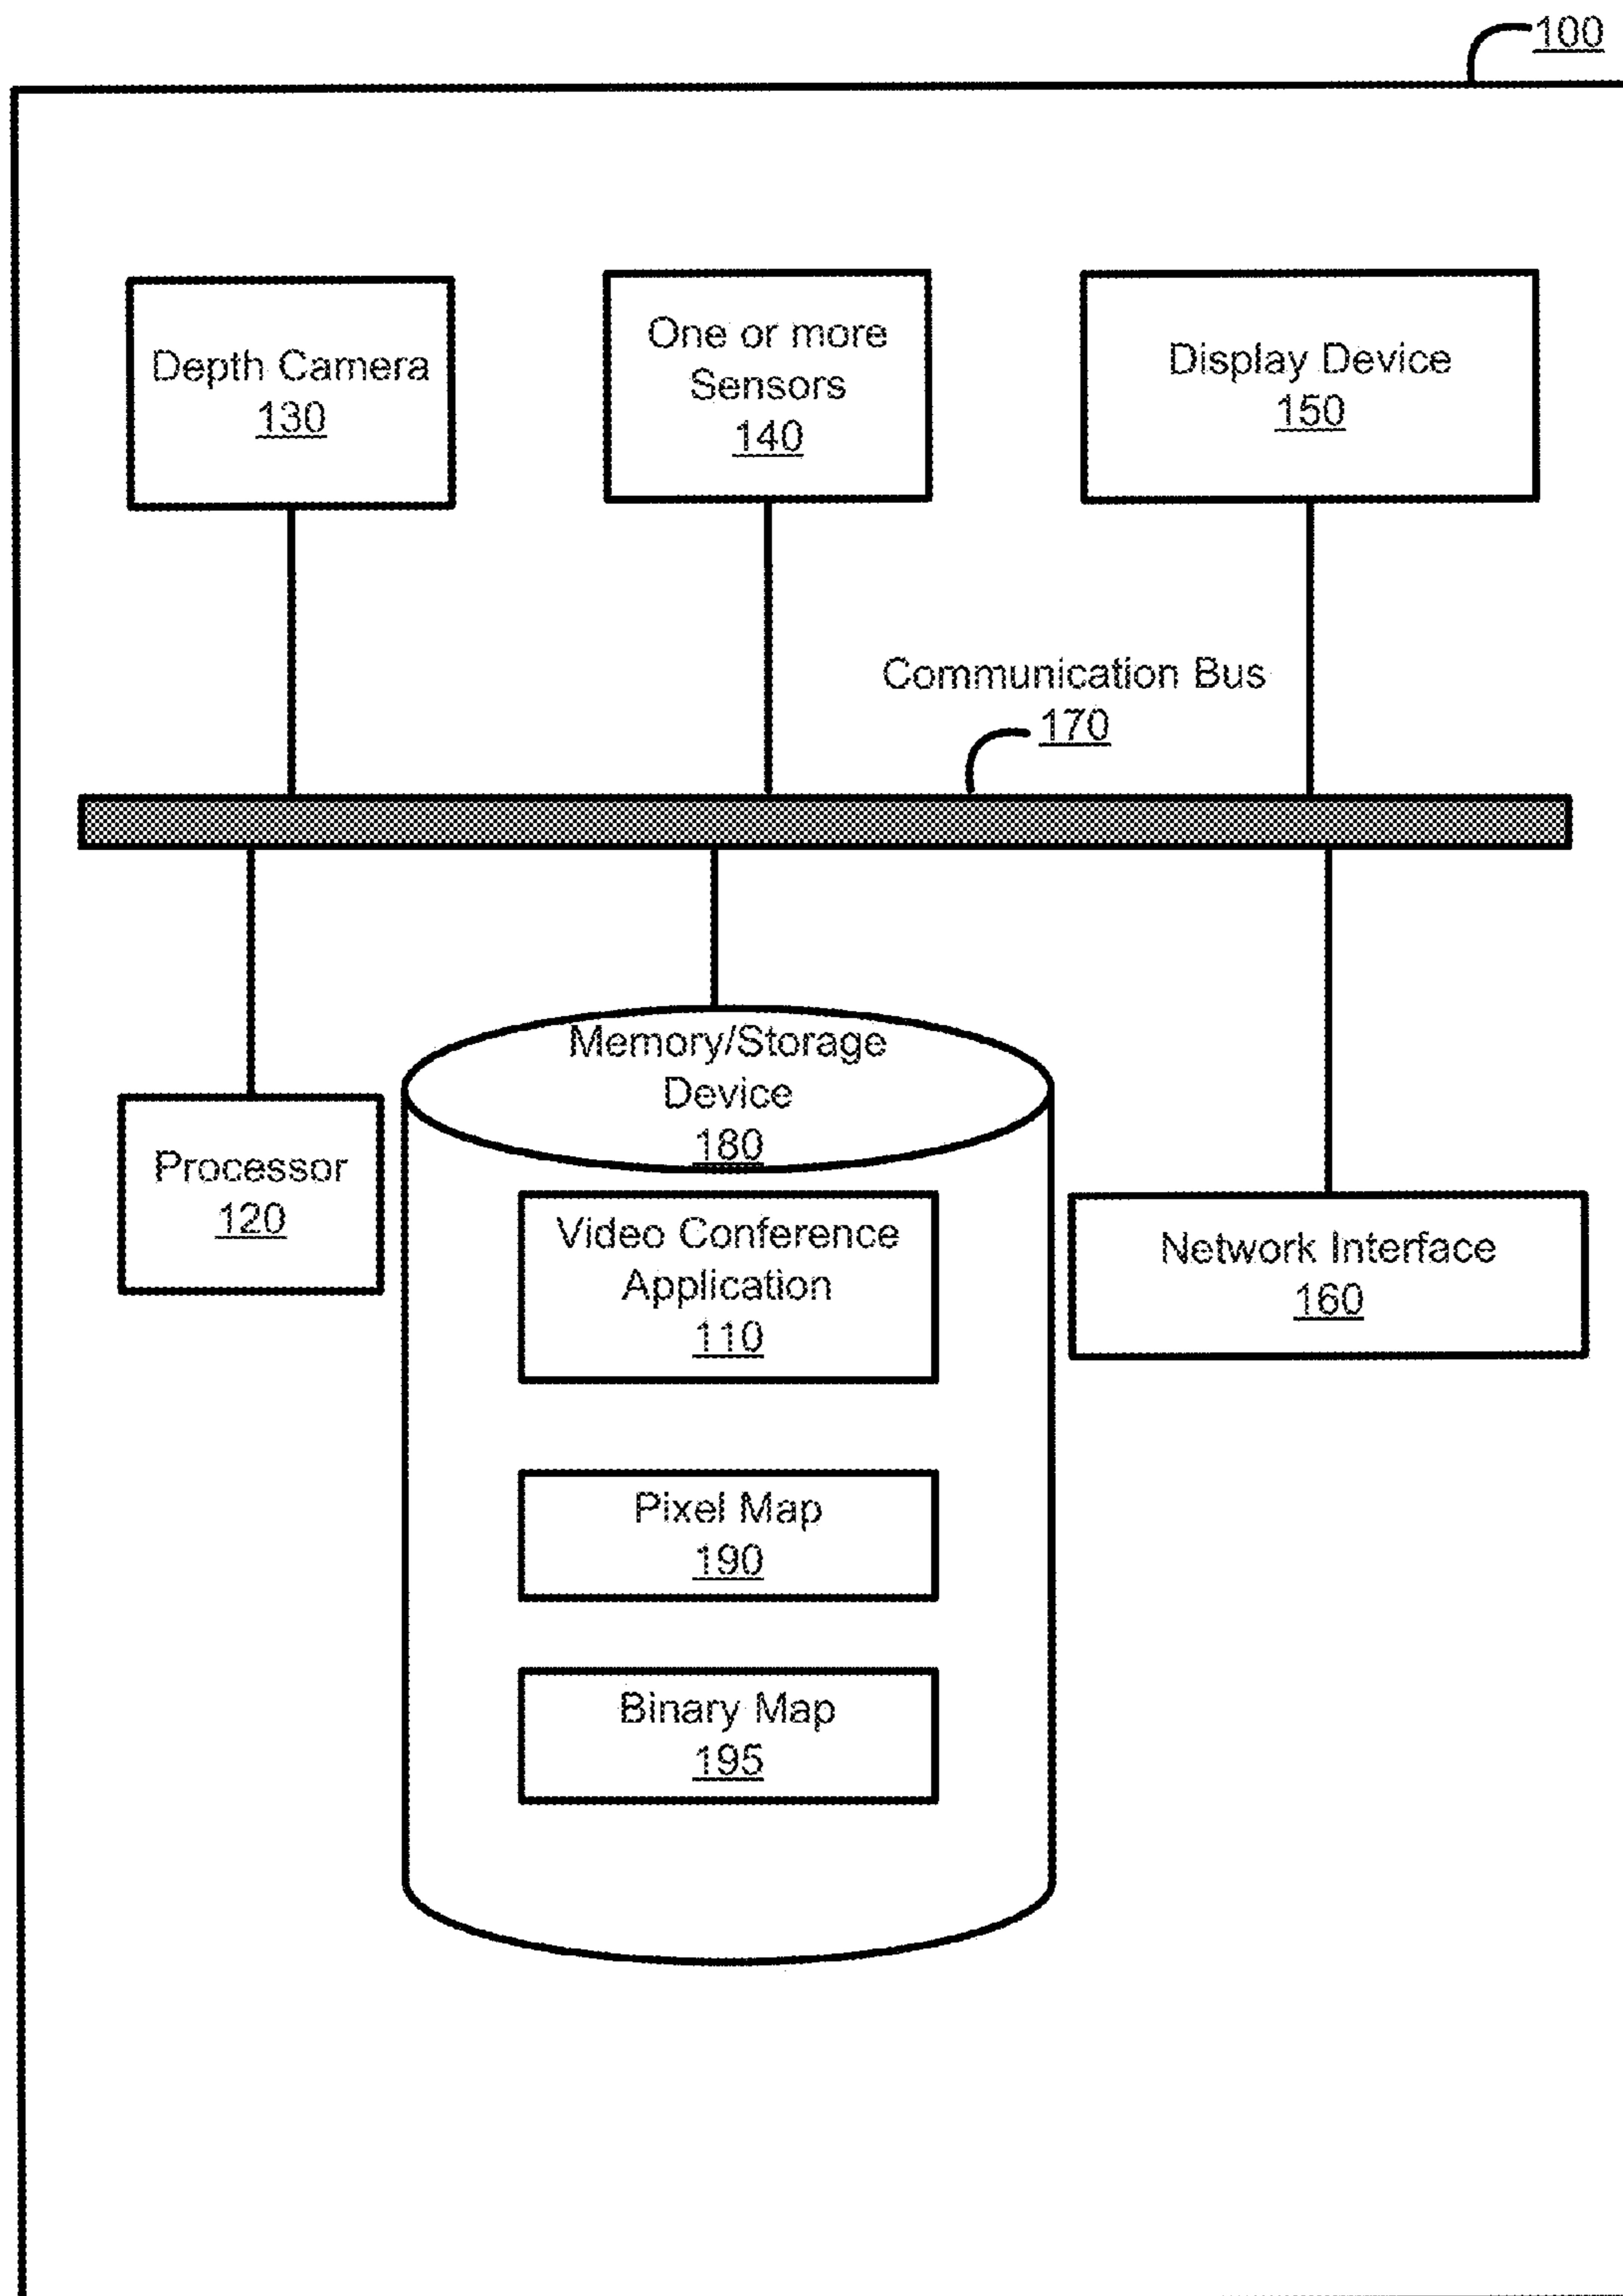 100
Depth Camera
130
One or more
Sensors
140
Display Device
150
Communication Bus
170
Memory/Storage
Device
180
Processor
120
Video Conference
Application
110
Network Interface
160
Pixel Map
190
Binary Map
195